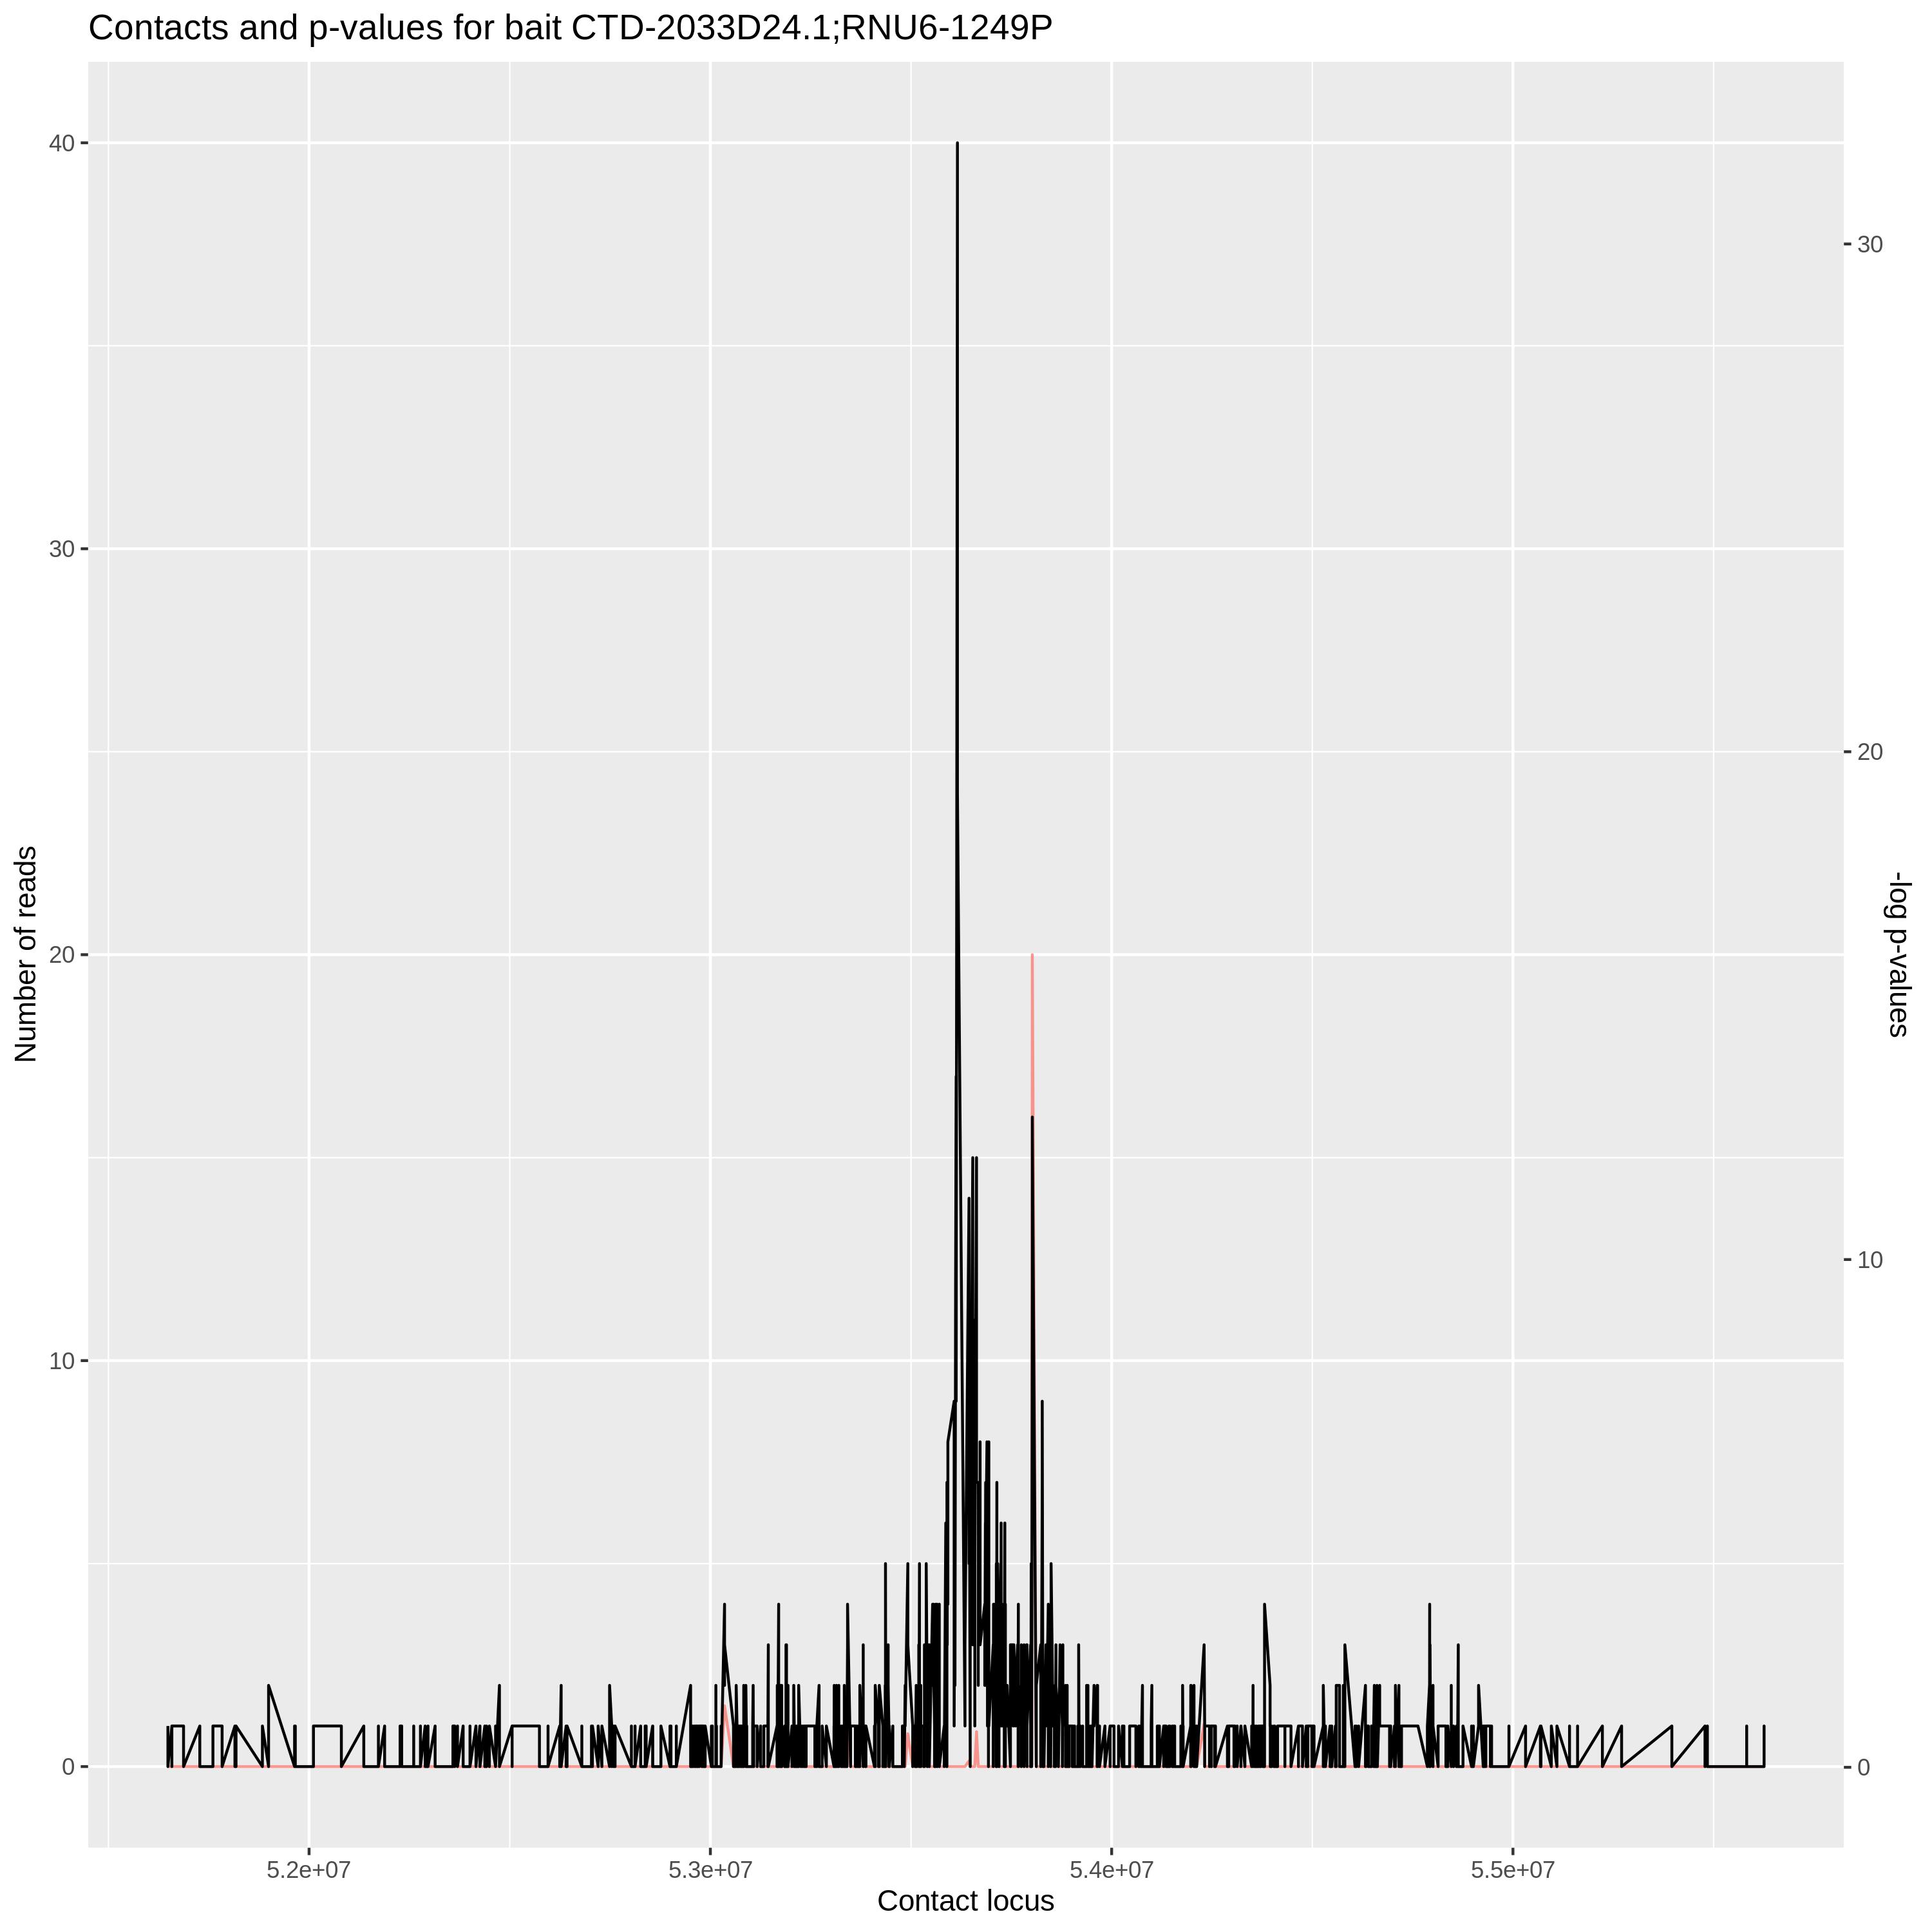 Contacts and p-values for bait CTD-2033D24.1;RNU6-1249P
40
30
20
10
0
30
20
10
0
Number of reads
-log p-values
5.2e+07
5.3e+07
5.4e+07
5.5e+07
Contact locus